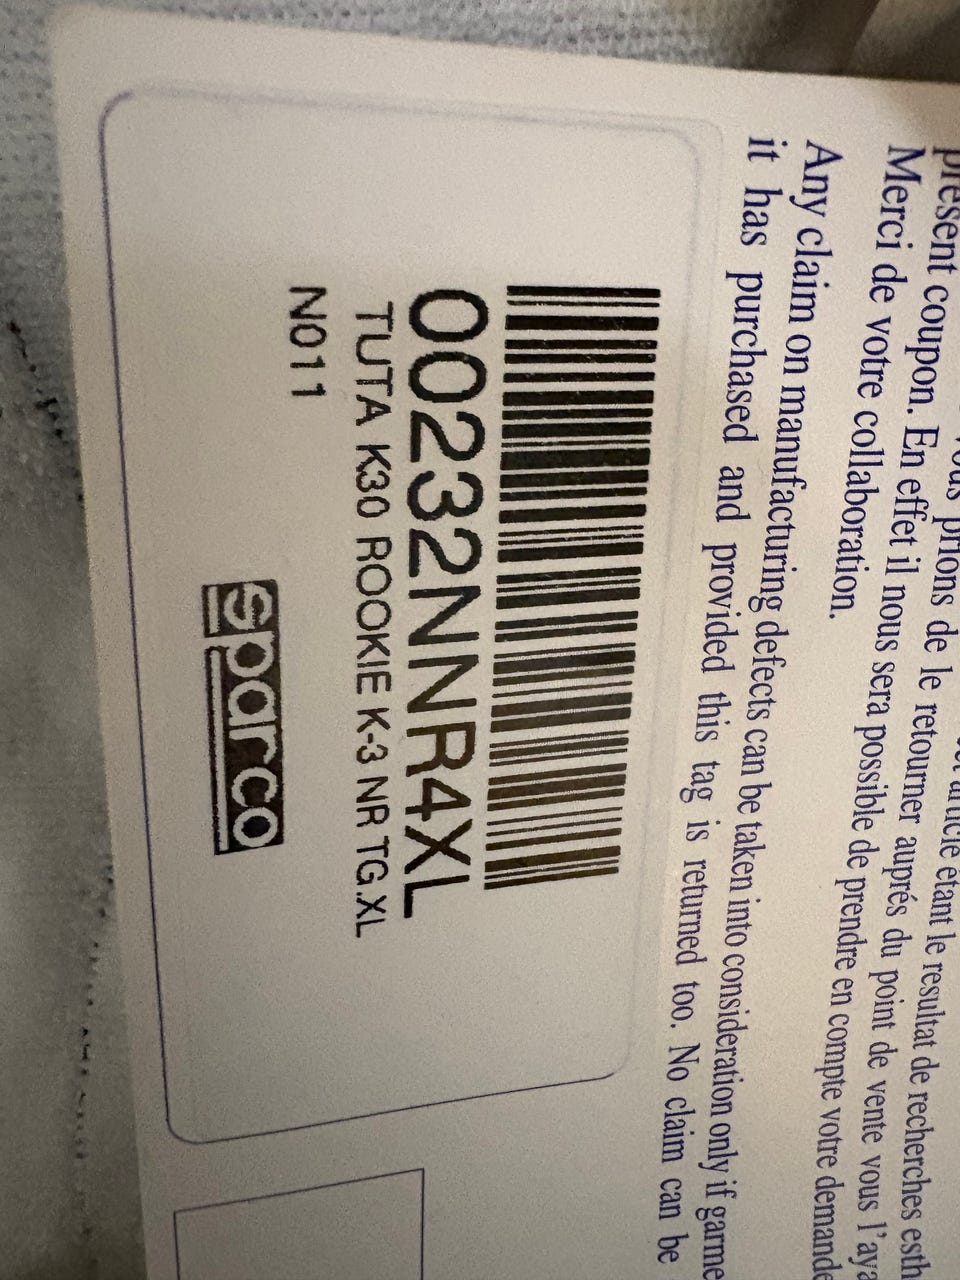 present coupon. En effet il nous sera possible de prendre en compte votre demande
Merci de votre collaboration.
Any claim on manufacturing defects can be taken into consideration only if
it has purchased and provided this tag is returned too. No claim can be
00232NNR4XL
TUTA K30 ROOKIE K-3 NR TG.XL
N011
sparco